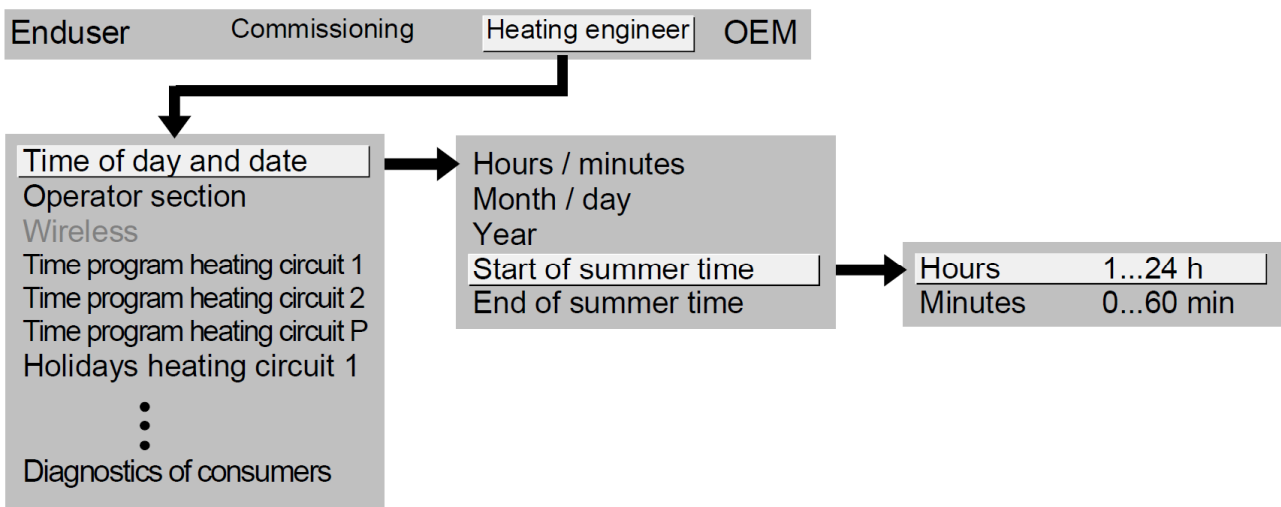 Enduser Commissioning Heating engineer OEM
Time of day and date
Operator section
Wireless
Time program heating circuit 1
Time program heating circuit 2
Time program heating circuit P
Holidays heating circuit 1
Diagnostics of consumers
Hours / minutes
Month / day
Year
Start of summer time
End of summer time
Hours 1...24 h
Minutes 0...60 min